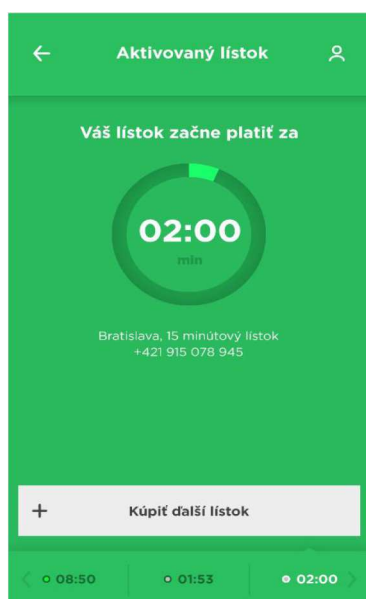 Aktivovaný lístok
Váš lístok začne platiť za
02:00
min
Bratislava, 15 minútový lístok
+421 915 078 945
Kúpiť ďalší lístok
08:50
01:53
02:00